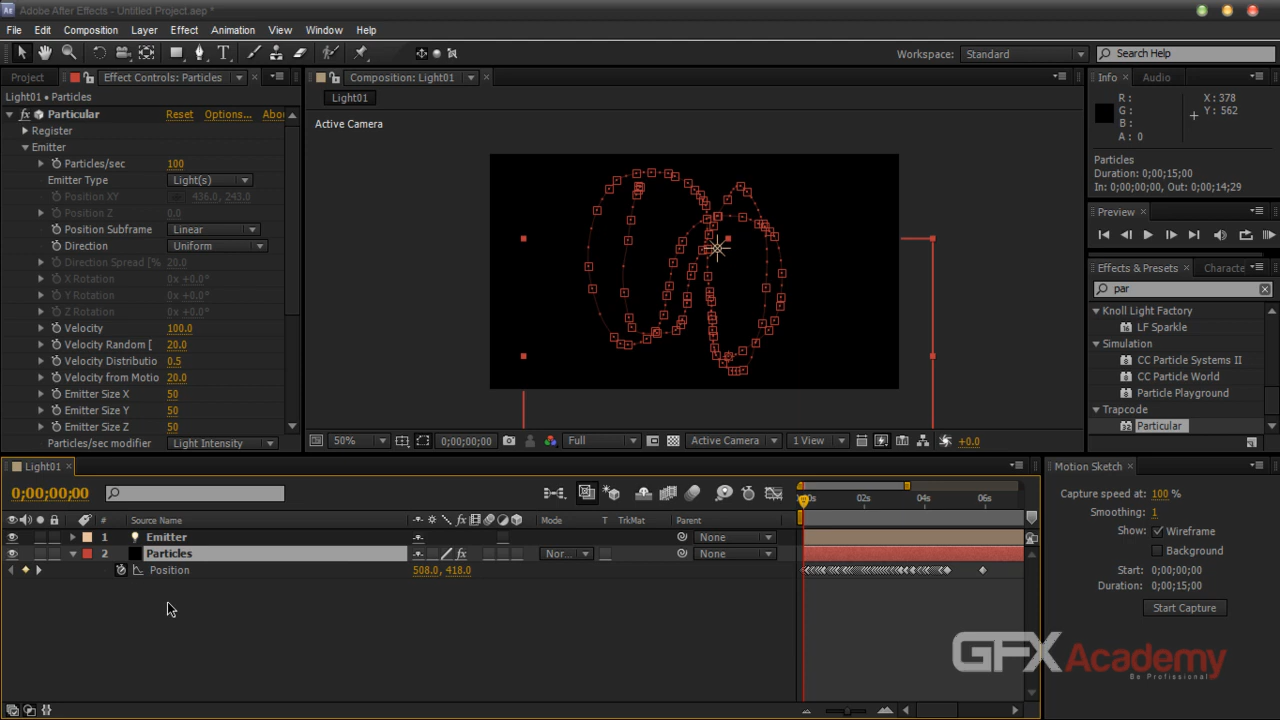 Adobe After Effects - Untitled Project.aep *
File Edit Composition Layer Effect Animation View Window Help
Workspace: Standard Search Help
Project Effect Controls: Particles
Light01 • Particles
Particular Reset Options... Abou
Register
Emitter
Particles/sec 100
Emitter Type Light(s)
Position XY 436.0, 243.0
Position Z 0.0
Position Subframe Linear
Direction Uniform
Direction Spread [% 20.0
X Rotation 0x +0.0°
Y Rotation 0x +0.0°
Z Rotation 0x +0.0°
Velocity 100.0
Velocity Random [ 20.0
Velocity Distributio 0.5
Velocity from Motio 20.0
Emitter Size X 50
Emitter Size Y 50
Emitter Size Z 50
Particles/sec modifier Light Intensity
Composition: Light01
Light01
Active Camera
50% 0;00;00;00 Full Active Camera 1 View +0.0
Info Audio
R :
G :
B :
A : 0
X : 378
Y : 562
Particles
Duration: 0;00;15;00
In: 0;00;00;00, Out: 0;00;14;29
Preview
Effects & Presets Characte
par
Knoll Light Factory
LF Sparkle
Simulation
CC Particle Systems II
CC Particle World
Particle Playground
Trapcode
Particular
Light01
0;00;00;00
02s 04s 06s
# Source Name Mode T TrkMat Parent
1 Emitter None
2 Particles Nor... None
Position 508.0, 418.0
Motion Sketch
Capture speed at: 100 %
Smoothing: 1
Show: Wireframe
Background
Start: 0;00;00;00
Duration: 0;00;15;00
Start Capture
GFXAcademy
Be Profissional